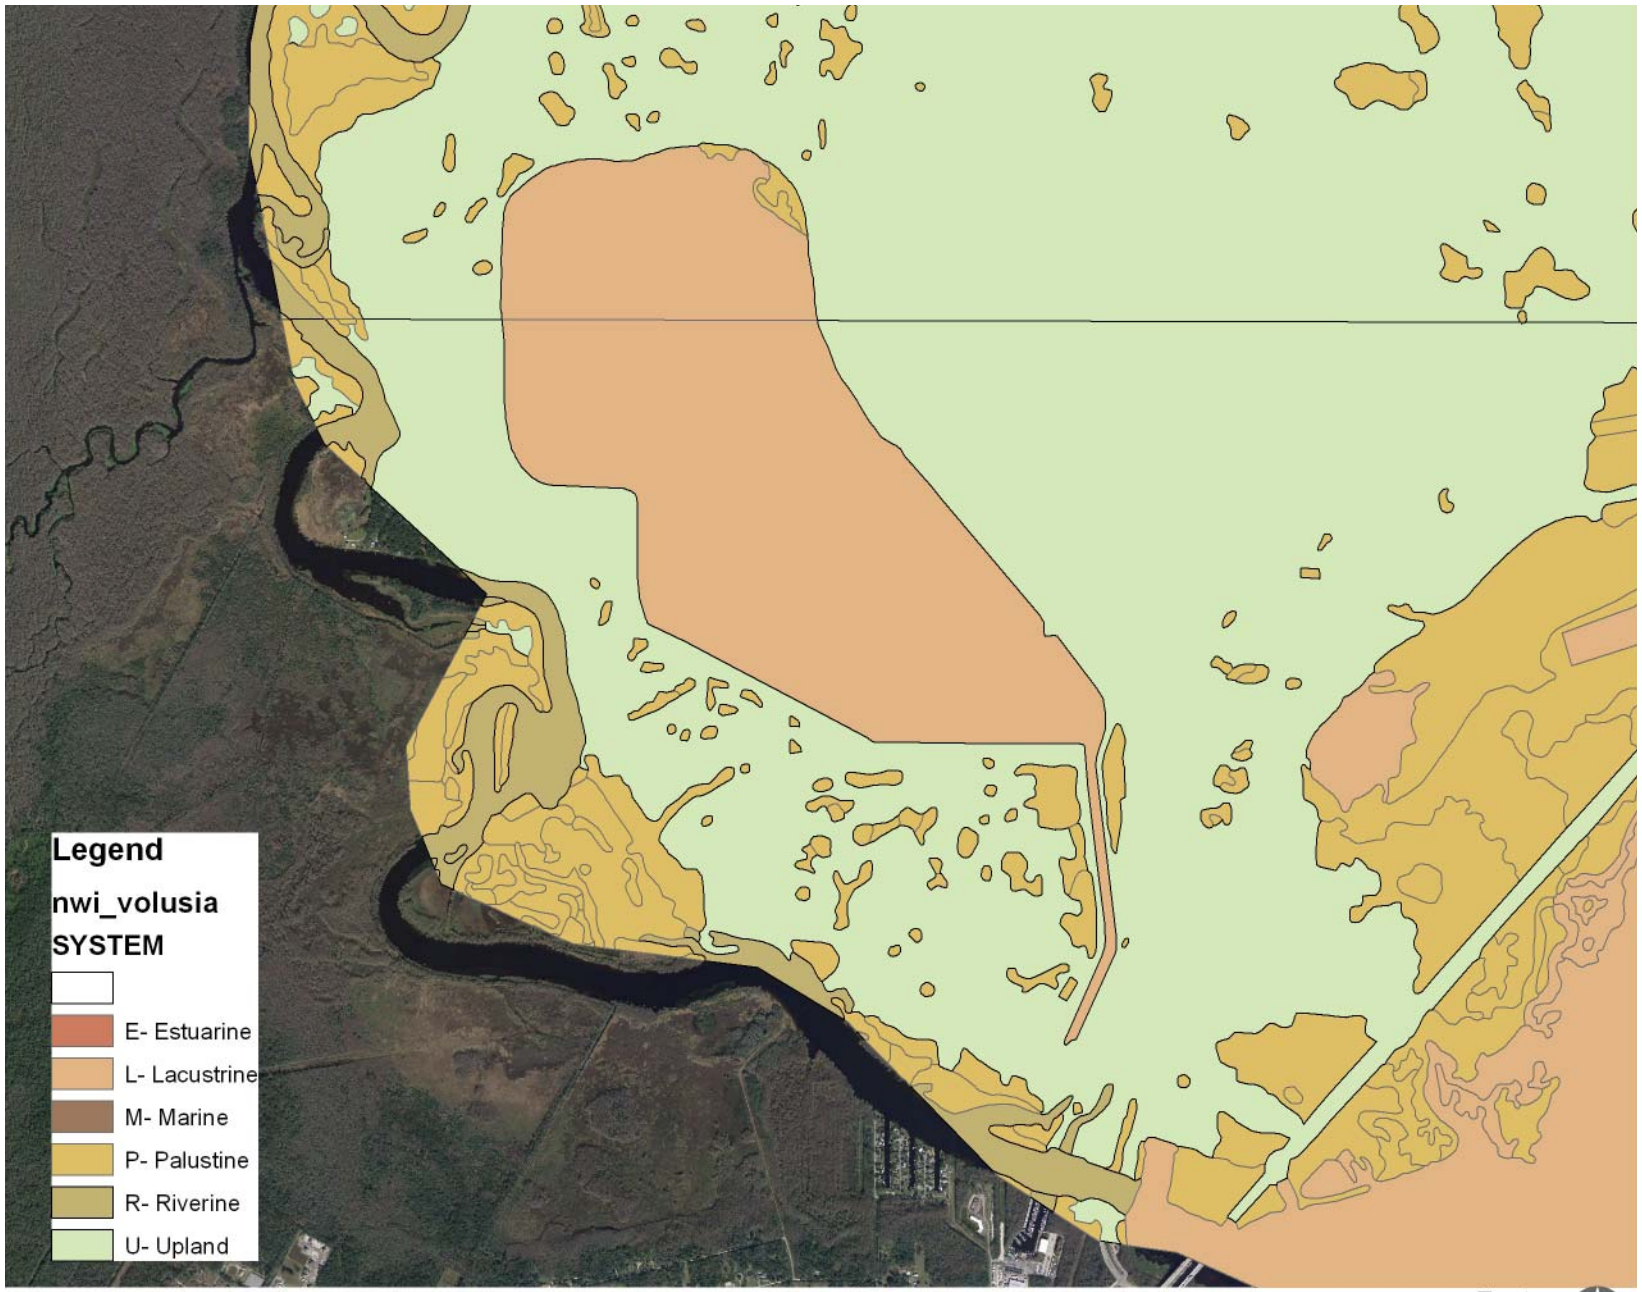 Legend
nwi_volusia
SYSTEM
E- Estuarine
L- Lacustrine
M- Marine
P- Palustine
R- Riverine
U- Upland